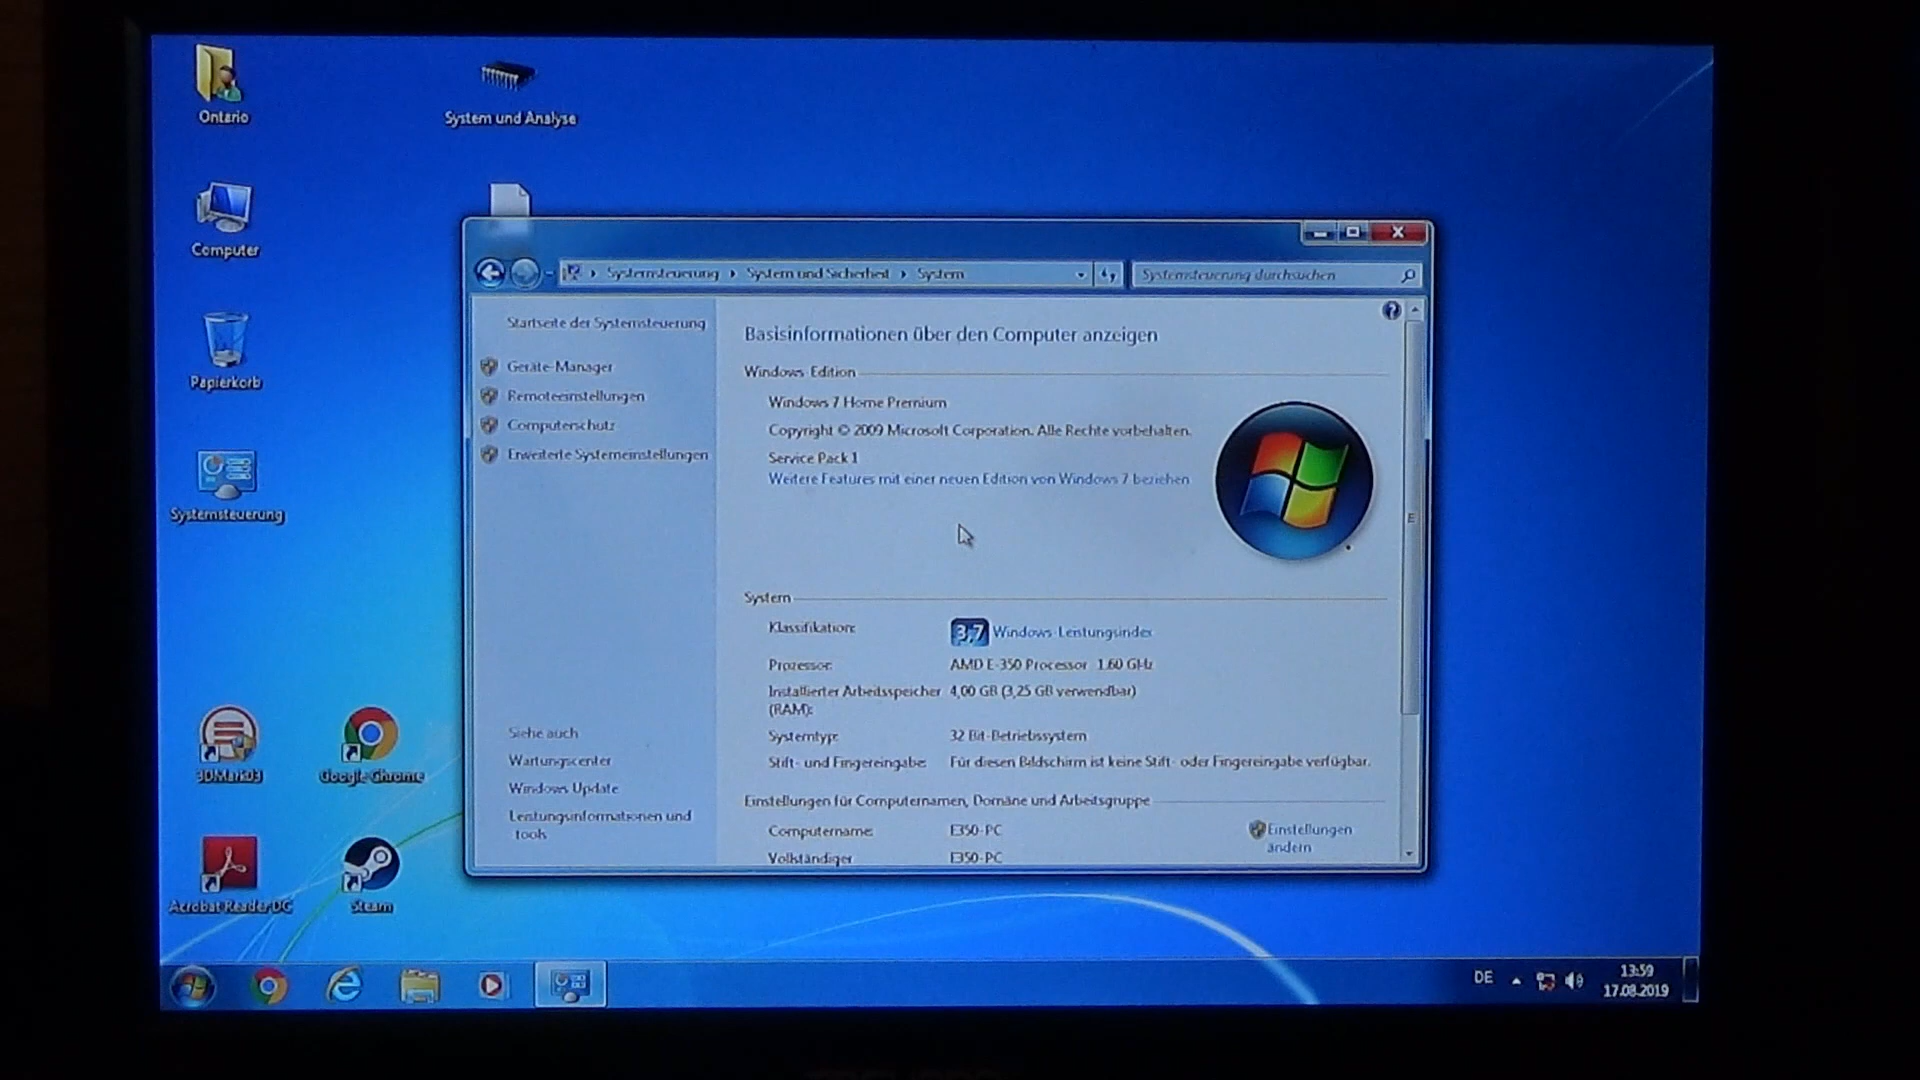 Ontario
System und Analyse
Computer
Papierkorb
Systemsteuerung
3DMark03
Google Chrome
Acrobat Reader DC
Steam
Systemsteuerung System und Sicherheit System
Systemsteuerung durchsuchen
Startseite der Systemsteuerung
Geräte-Manager
Remoteeinstellungen
Computerschutz
Erweiterte Systemeinstellungen
Siehe auch
Wartungscenter
Windows Update
Leistungsinformationen und
-tools
Basisinformationen über den Computer anzeigen
Windows-Edition
Windows 7 Home Premium
Copyright © 2009 Microsoft Corporation. Alle Rechte vorbehalten.
Service Pack 1
Weitere Features mit einer neuen Edition von Windows 7 beziehen
System
Klassifikation: 3,7 Windows-Leistungsindex
Prozessor: AMD E-350 Processor 1.60 GHz
Installierter Arbeitsspeicher 4,00 GB (3,25 GB verwendbar)
(RAM):
Systemtyp: 32 Bit-Betriebssystem
Stift- und Fingereingabe: Für diesen Bildschirm ist keine Stift- oder Fingereingabe verfügbar.
Einstellungen für Computernamen, Domäne und Arbeitsgruppe
Computername: E350-PC
Einstellungen
ändern
Vollständiger E350-PC
DE
13:59
17.08.2019